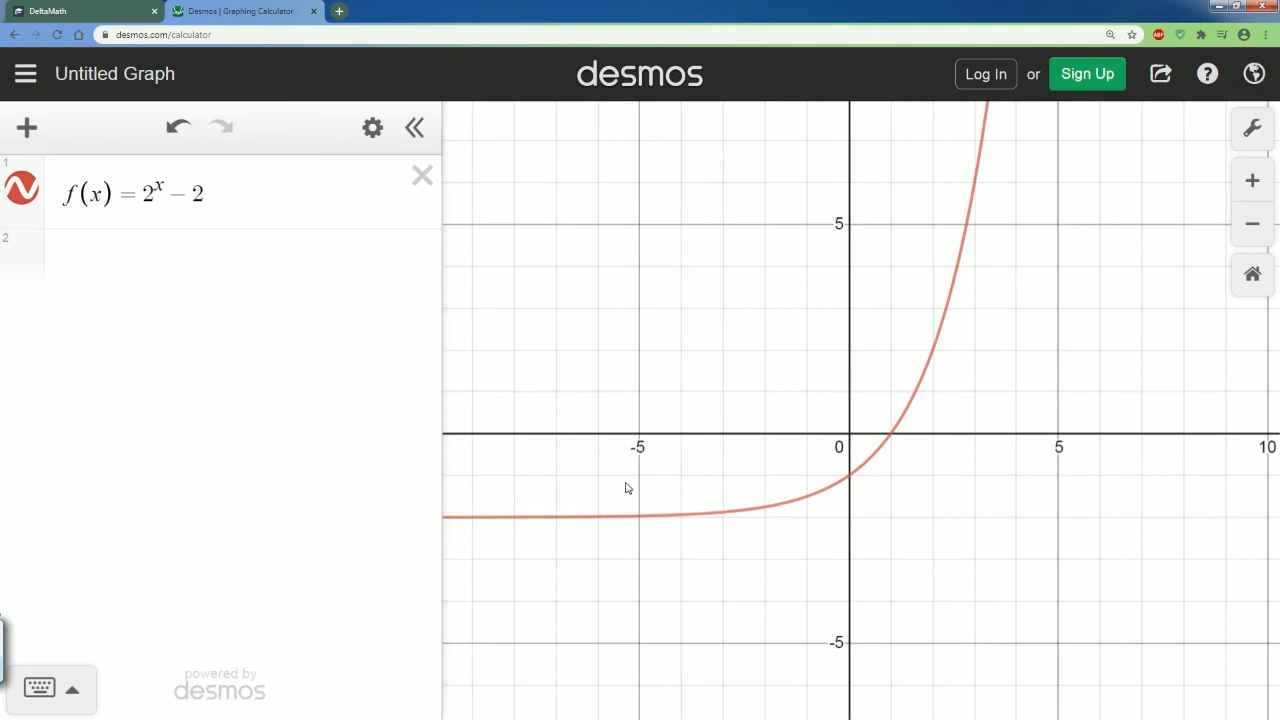 DeltaMath
Desmos | Graphing Calculator
desmos.com/calculator
ABP
Untitled Graph
desmos
Log In or Sign Up
1
f(x) = 2^x − 2
2
5
-5 0 5 10
-5
powered by
desmos